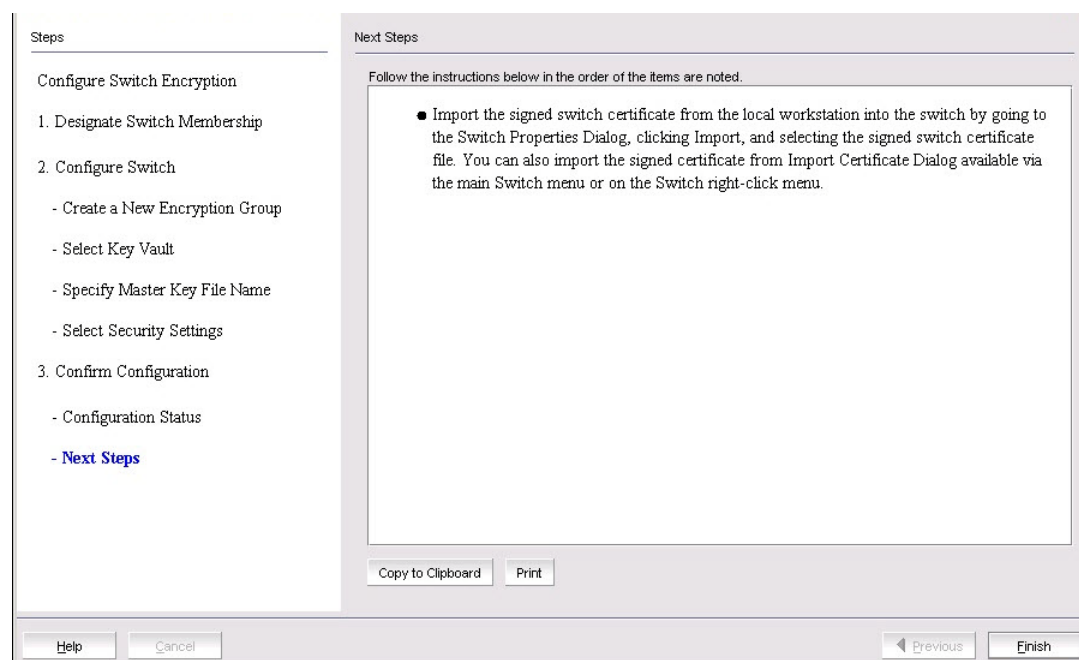 Steps
Configure Switch Encryption
1. Designate Switch Membership
2. Configure Switch
- Create a New Encryption Group
- Select Key Vault
- Specify Master Key File Name
- Select Security Settings
3. Confirm Configuration
- Configuration Status
- Next Steps
Next Steps
Follow the instructions below in the order of the items are noted.
● Import the signed switch certificate from the local workstation into the switch by going to
the Switch Properties Dialog, clicking Import, and selecting the signed switch certificate
file. You can also import the signed certificate from Import Certificate Dialog available via
the main Switch menu or on the Switch right-click menu.
Copy to Clipboard Print
Help Cancel Previous Finish